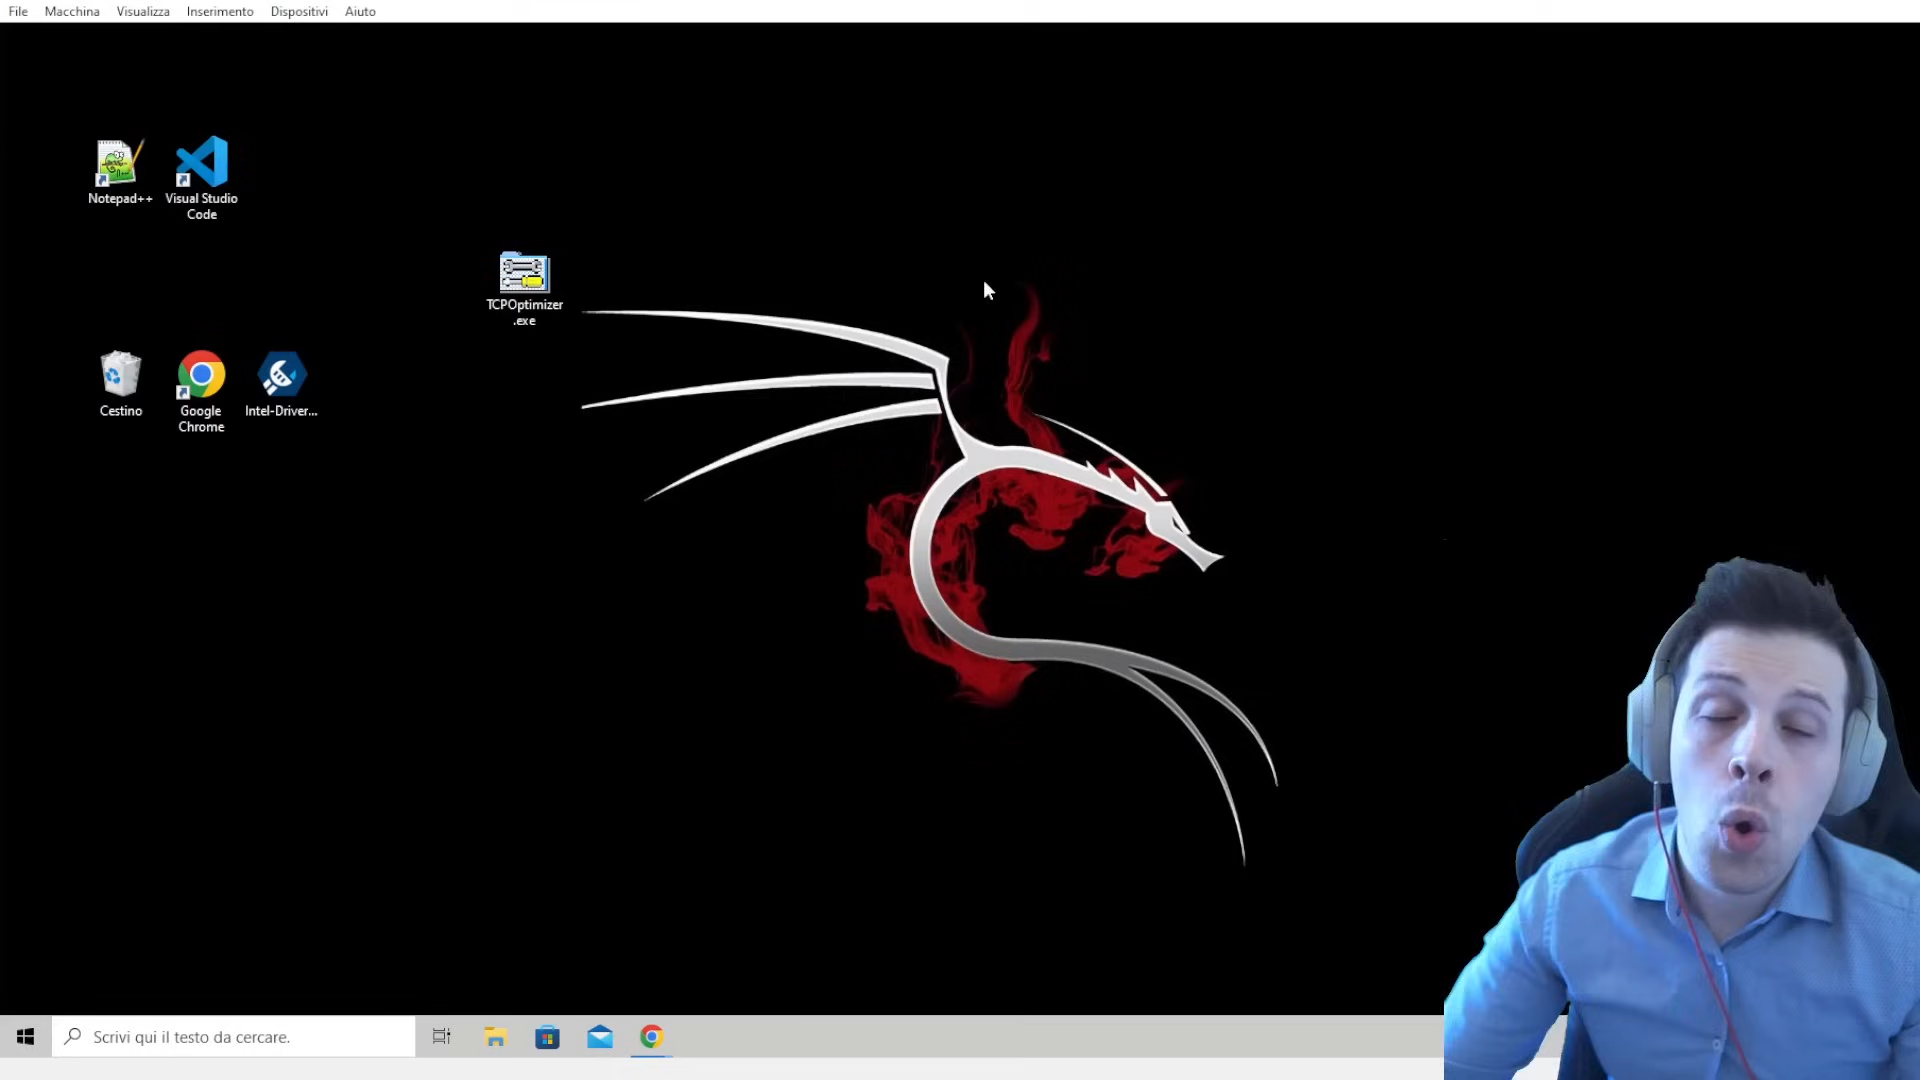 File Macchina Visualizza Inserimento Dispositivi Aiuto
Notepad++
Visual Studio
Code
TCPOptimizer
.exe
Cestino
Google
Chrome
Intel-Driver...
Scrivi qui il testo da cercare.